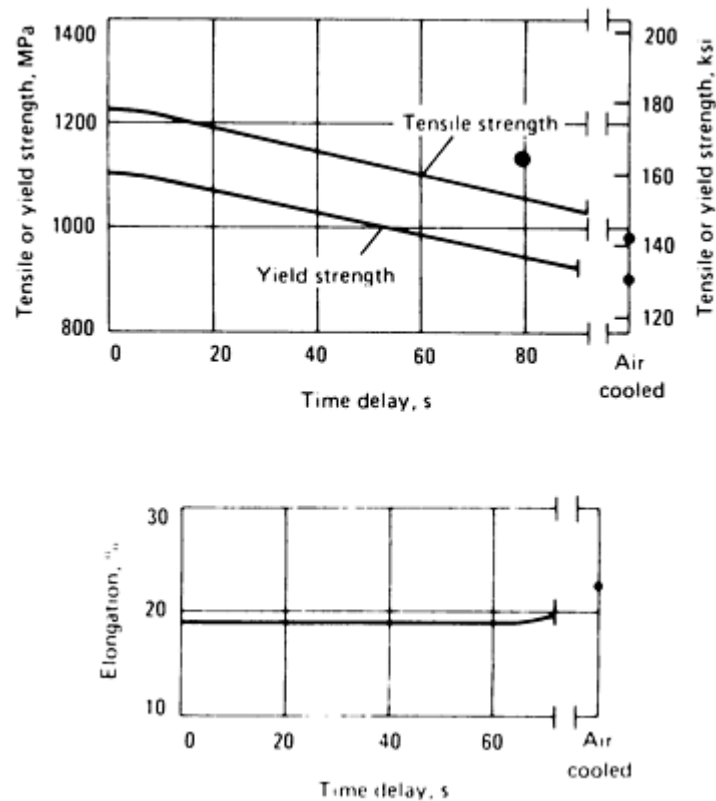 Tensile or yield strength, MPa
1400
1200
1000
800
Tensile strength
Yield strength
0 20 40 60 80 Air
cooled
Time delay, s
200
180
160
140
120
Tensile or yield strength, ksi
Elongation, %
30
20
10
0 20 40 60 Air
cooled
Time delay, s